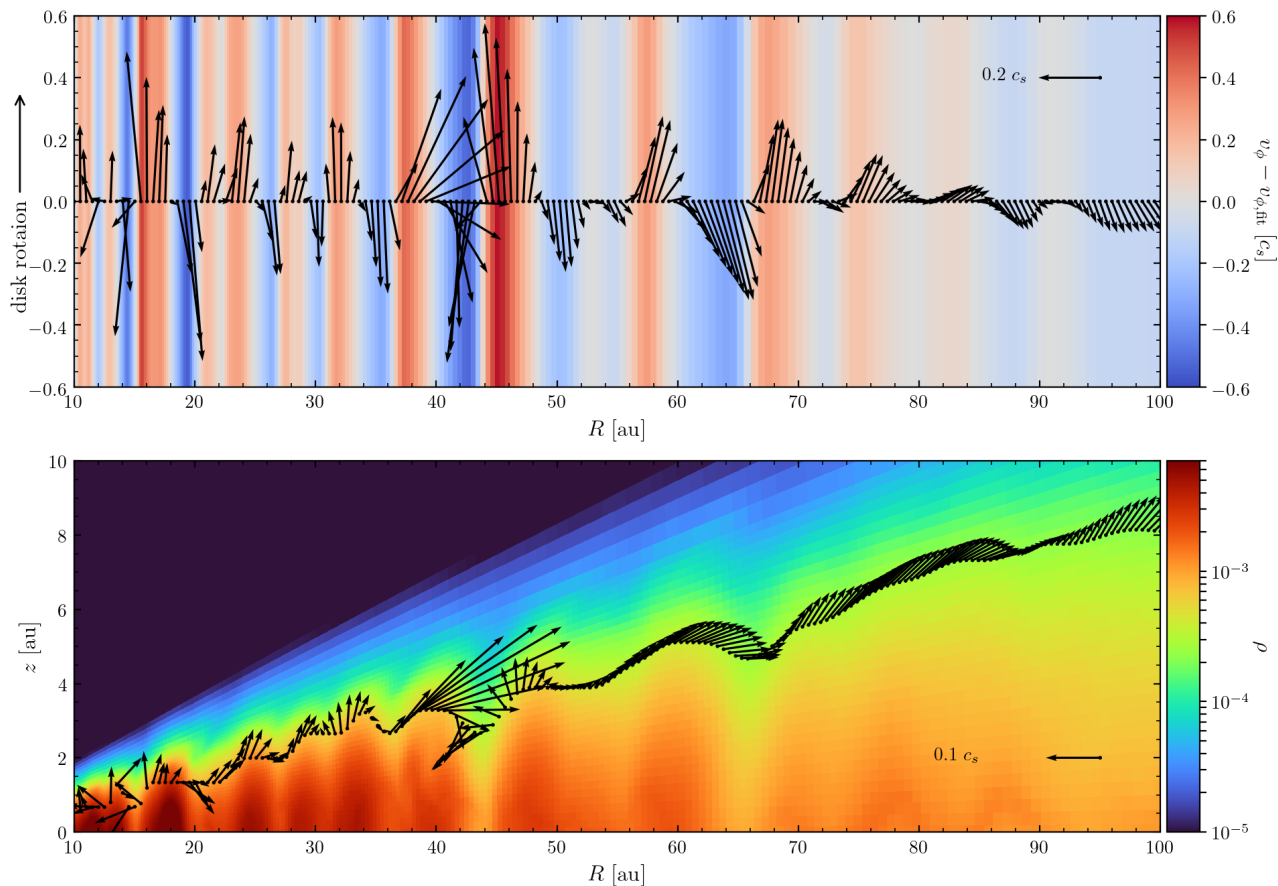 0.6
0.4
0.2
0.0
−0.2
−0.4
−0.6
disk rotaion
0.2 c_s
10 20 30 40 50 60 70 80 90 100
R [au]
0.6
0.4
0.2
0.0
−0.2
−0.4
−0.6
v_ϕ − v_ϕ,fit [c_s]
10
8
6
4
2
0
z [au]
0.1 c_s
10 20 30 40 50 60 70 80 90 100
R [au]
10⁻³
10⁻⁴
10⁻⁵
ρ